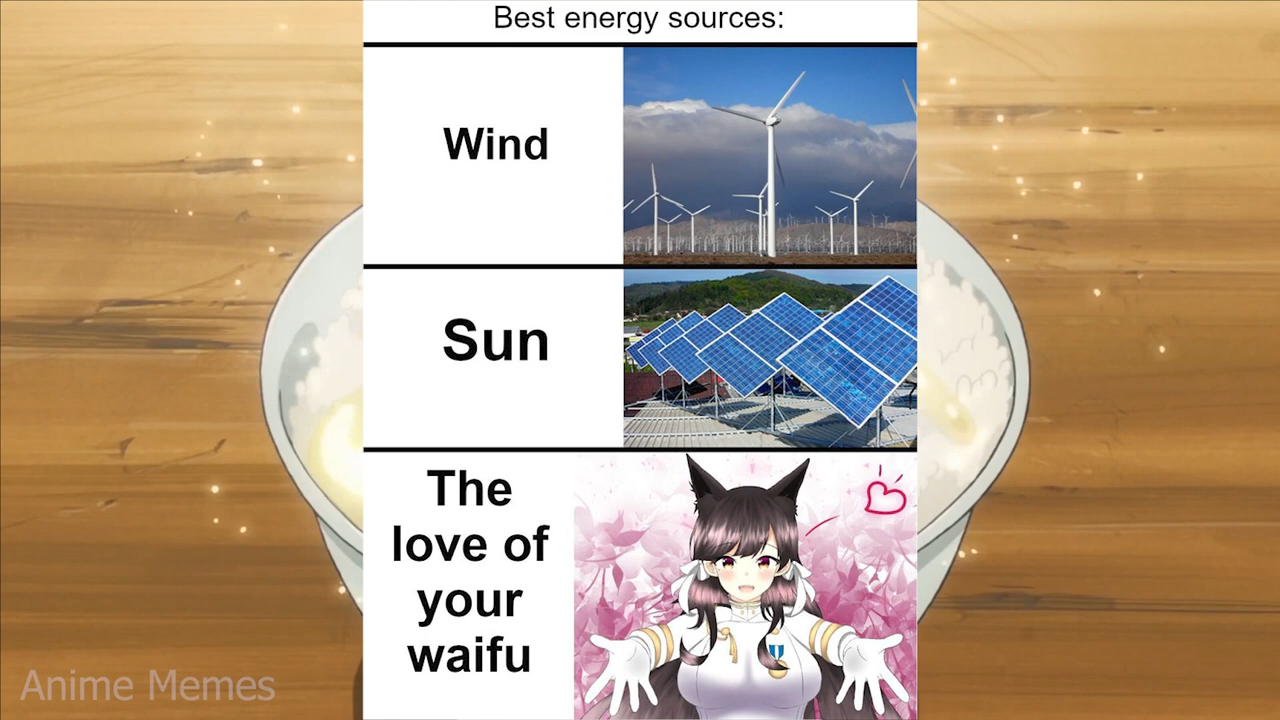 Best energy sources:
Wind
Sun
The
love of
your
waifu
Anime Memes